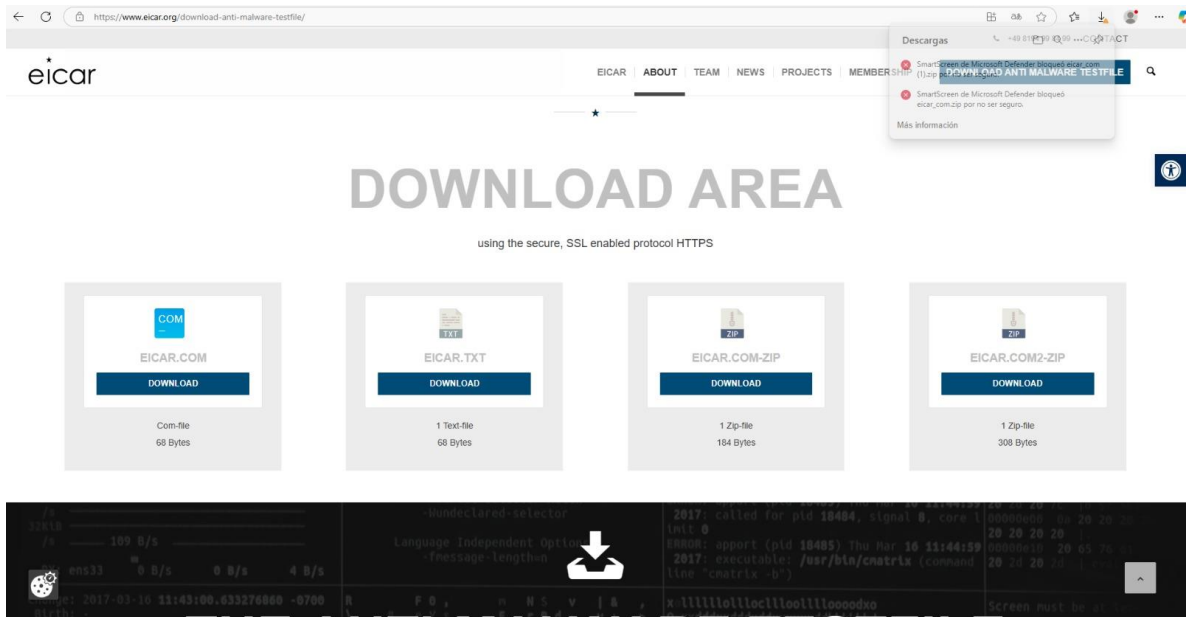 https://www.eicar.org/download-anti-malware-testfile/
Descargas
CONTACT
eicar
EICAR ABOUT TEAM NEWS PROJECTS MEMBERSHIP DOWNLOAD ANTI MALWARE TESTFILE
SmartScreen de Microsoft Defender bloqueó eicar_com
(1).zip por no ser seguro.
SmartScreen de Microsoft Defender bloqueó
eicar_com.zip por no ser seguro.
Más información
DOWNLOAD AREA
using the secure, SSL enabled protocol HTTPS
COM
EICAR.COM
DOWNLOAD
Com-file
68 Bytes
TXT
EICAR.TXT
DOWNLOAD
1 Text-file
68 Bytes
ZIP
EICAR.COM-ZIP
DOWNLOAD
1 Zip-file
184 Bytes
ZIP
EICAR.COM2-ZIP
DOWNLOAD
1 Zip-file
308 Bytes
-Wundeclared-selector
109 B/s
Language Independent Options
-fmessage-length=n
ens33 0 B/s 0 B/s 4 B/s
2017: called for pid 18484, signal 8, core l
init 0
ERROR: apport (pid 18485) Thu Mar 16 11:44:59
2017: executable: /usr/bin/cmatrix (command
line "cmatrix -b")
2017-03-16 11:43:00.633276860 -0700
Screen must be at